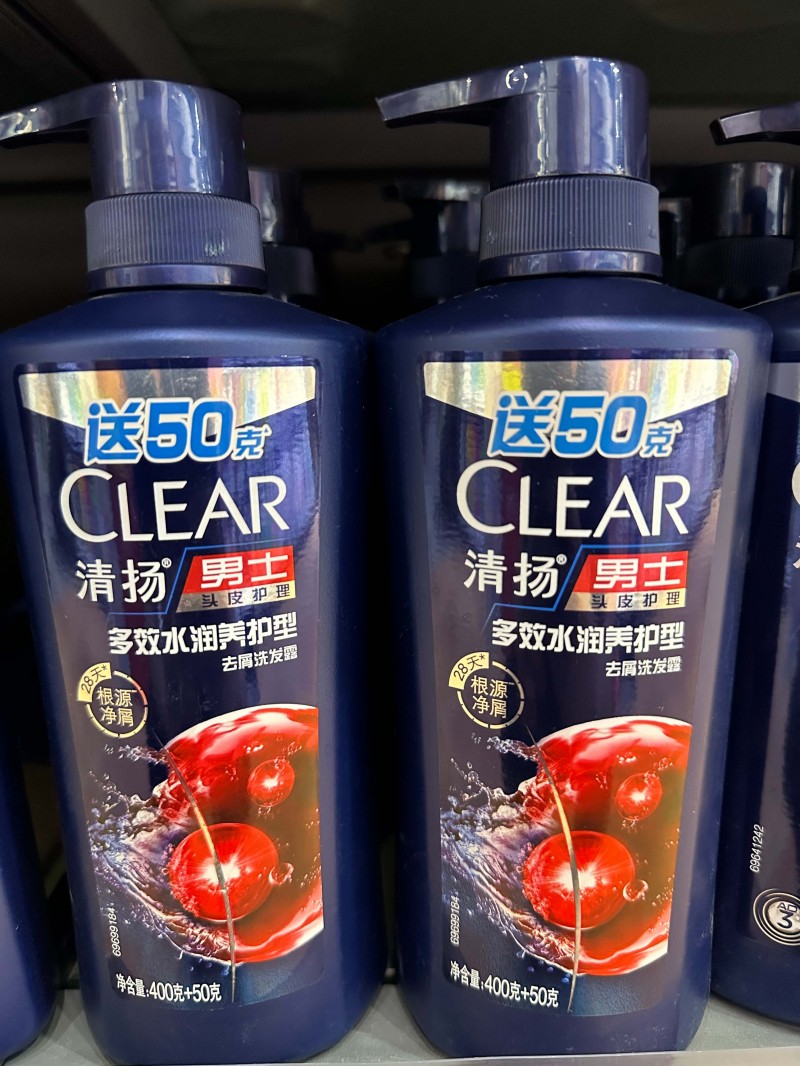 送50克
CLEAR
清扬®
男士
头皮护理
多效水润养护型
去屑洗发露
28天*
根源
净屑
69699184
净含量:400克+50克
送50克
CLEAR
清扬®
男士
头皮护理
多效水润养护型
去屑洗发露
28天*
根源
净屑
69699184
净含量:400克+50克
69641242
3